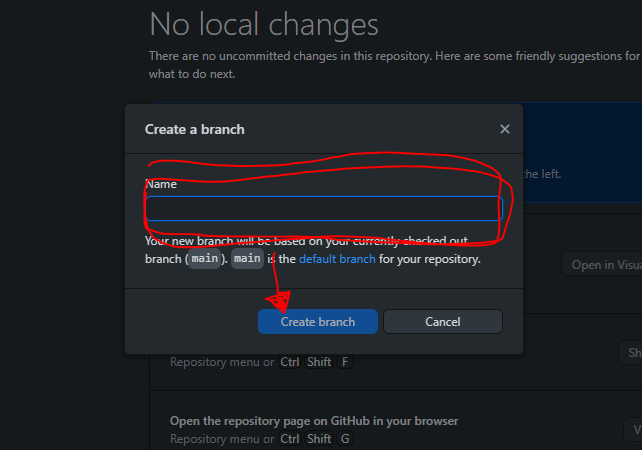 No local changes
There are no uncommitted changes in this repository. Here are some friendly suggestions for
what to do next.
Create a branch
the left.
Name
Your new branch will be based on your currently checked out
branch (main). main is the default branch for your repository.
Open in Visua
Create branch
Cancel
Repository menu or Ctrl Shift F
Sh
Open the repository page on GitHub in your browser
Repository menu or Ctrl Shift G
V